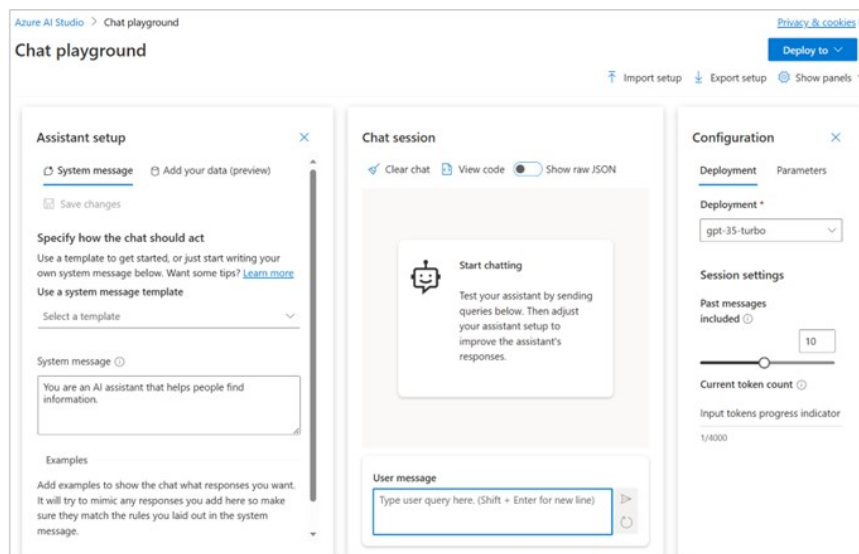 Azure AI Studio > Chat playground
Privacy & cookies
Chat playground
Deploy to
Import setup
Export setup
Show panels
Assistant setup
System message
Add your data (preview)
Save changes
Specify how the chat should act
Use a template to get started, or just start writing your
own system message below. Want some tips? Learn more
Use a system message template
Select a template
System message
You are an AI assistant that helps people find
information.
Examples
Add examples to show the chat what responses you want.
It will try to mimic any responses you add here so make
sure they match the rules you laid out in the system
message.
Chat session
Clear chat
View code
Show raw JSON
Start chatting
Test your assistant by sending
queries below. Then adjust
your assistant setup to
improve the assistant's
responses.
User message
Type user query here. (Shift + Enter for new line)
Configuration
Deployment
Parameters
Deployment *
gpt-35-turbo
Session settings
Past messages
included
10
Current token count
Input tokens progress indicator
1/4000